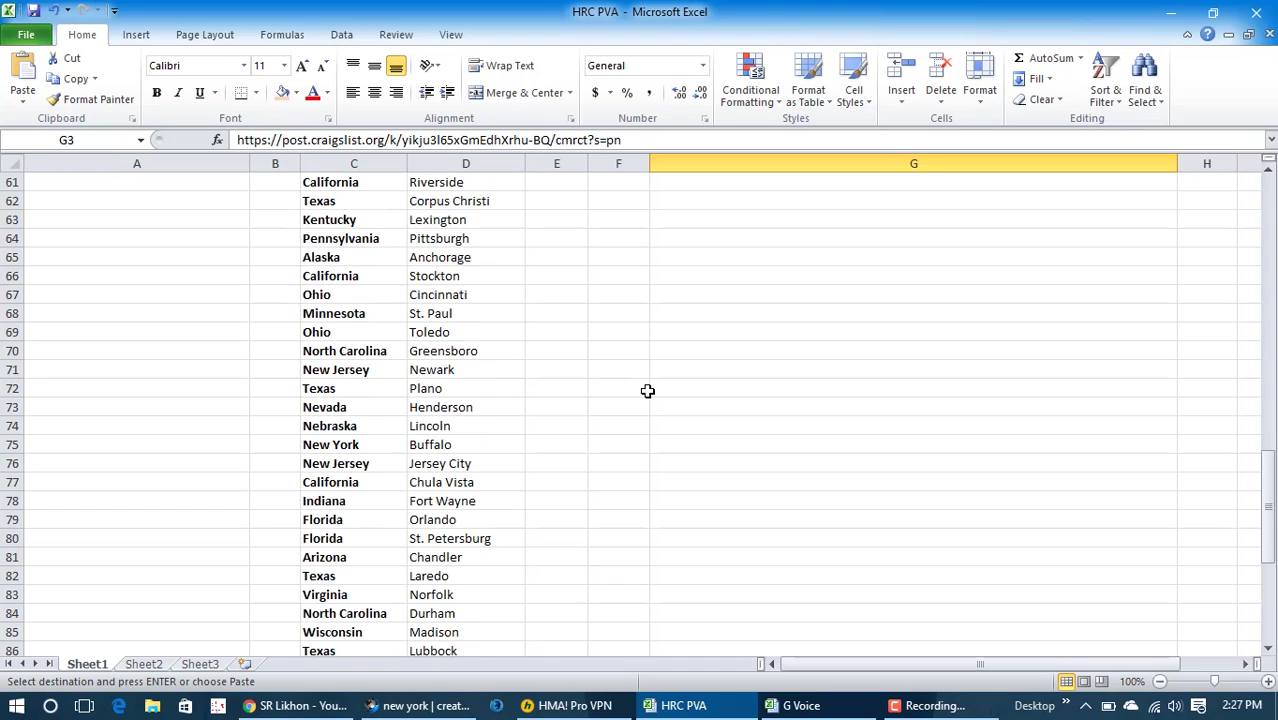 HRC PVA - Microsoft Excel
File Home Insert Page Layout Formulas Data Review View
Paste
Cut
Copy
Format Painter
Clipboard
Calibri 11
B I U
Font
Wrap Text
Merge & Center
Alignment
General
$ % ,
Number
Conditional Formatting
Format as Table
Cell Styles
Styles
Insert
Delete
Format
Cells
AutoSum
Fill
Clear
Sort & Filter
Find & Select
Editing
G3 fx https://post.craigslist.org/k/yikju3l65xGmEdhXrhu-BQ/cmrct?s=pn
A B C D E F G H
61 California Riverside
62 Texas Corpus Christi
63 Kentucky Lexington
64 Pennsylvania Pittsburgh
65 Alaska Anchorage
66 California Stockton
67 Ohio Cincinnati
68 Minnesota St. Paul
69 Ohio Toledo
70 North Carolina Greensboro
71 New Jersey Newark
72 Texas Plano
73 Nevada Henderson
74 Nebraska Lincoln
75 New York Buffalo
76 New Jersey Jersey City
77 California Chula Vista
78 Indiana Fort Wayne
79 Florida Orlando
80 Florida St. Petersburg
81 Arizona Chandler
82 Texas Laredo
83 Virginia Norfolk
84 North Carolina Durham
85 Wisconsin Madison
86 Texas Lubbock
Sheet1 Sheet2 Sheet3
Select destination and press ENTER or choose Paste 100%
SR Likhon - You... new york | creat... HMA! Pro VPN HRC PVA G Voice Recording... Desktop 2:27 PM